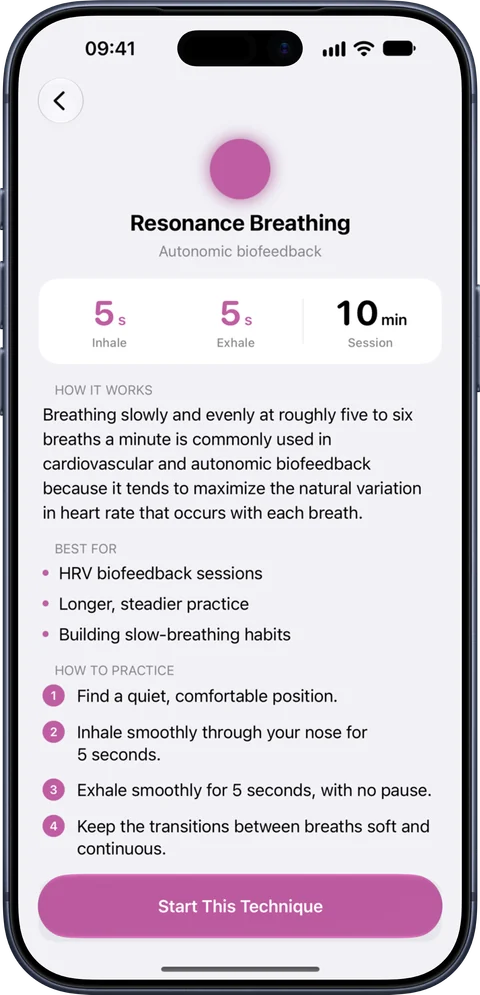 09:41
Resonance Breathing
Autonomic biofeedback
5 s 5 s 10 min
Inhale Exhale Session
HOW IT WORKS
Breathing slowly and evenly at roughly five to six
breaths a minute is commonly used in
cardiovascular and autonomic biofeedback
because it tends to maximize the natural variation
in heart rate that occurs with each breath.
BEST FOR
• HRV biofeedback sessions
• Longer, steadier practice
• Building slow-breathing habits
HOW TO PRACTICE
1 Find a quiet, comfortable position.
2 Inhale smoothly through your nose for
5 seconds.
3 Exhale smoothly for 5 seconds, with no pause.
4 Keep the transitions between breaths soft and
continuous.
Start This Technique